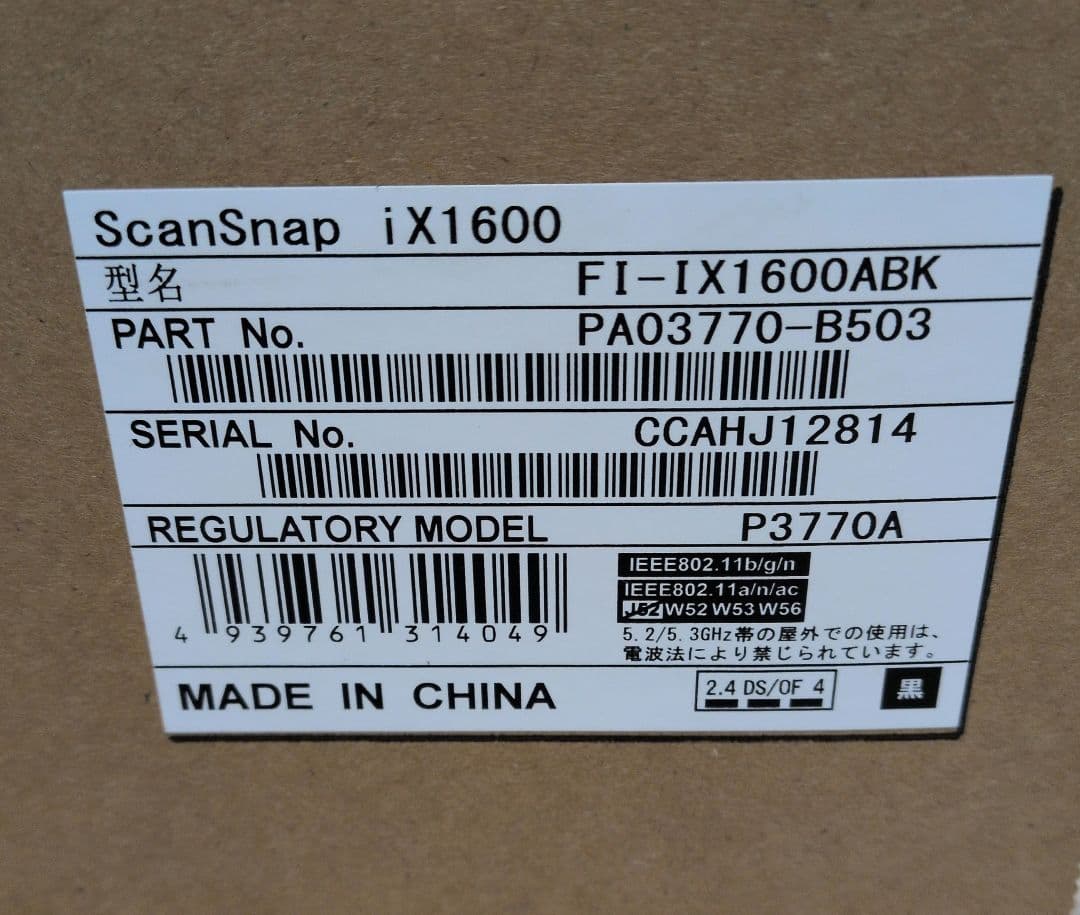 ScanSnap iX1600
型名 FI-IX1600ABK
PART No. PA03770-B503
SERIAL No. CCAHJ12814
REGULATORY MODEL P3770A
IEEE802.11b/g/n
IEEE802.11a/n/ac
J52 W52 W53 W56
4 939761 314049
5.2/5.3GHz帯の屋外での使用は、
電波法により禁じられています。
MADE IN CHINA
2.4 DS/OF 4
黒